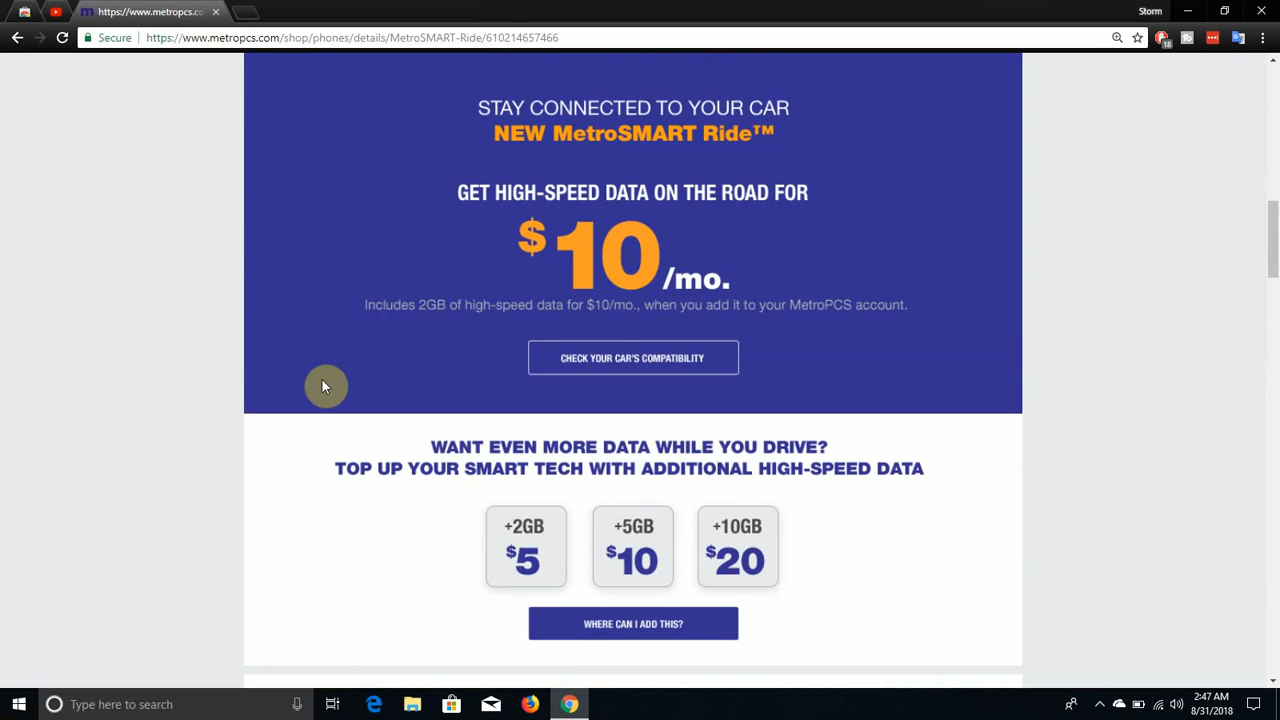 https://www.metropcs.co
Storm
Secure
https://www.metropcs.com/shop/phones/details/MetroSMART-Ride/610214657466
18
STAY CONNECTED TO YOUR CAR
NEW MetroSMART Ride™
GET HIGH-SPEED DATA ON THE ROAD FOR
$10/mo.
Includes 2GB of high-speed data for $10/mo., when you add it to your MetroPCS account.
CHECK YOUR CAR'S COMPATIBILITY
WANT EVEN MORE DATA WHILE YOU DRIVE?
TOP UP YOUR SMART TECH WITH ADDITIONAL HIGH-SPEED DATA
+2GB
$5
+5GB
$10
+10GB
$20
WHERE CAN I ADD THIS?
Type here to search
2:47 AM
8/31/2018